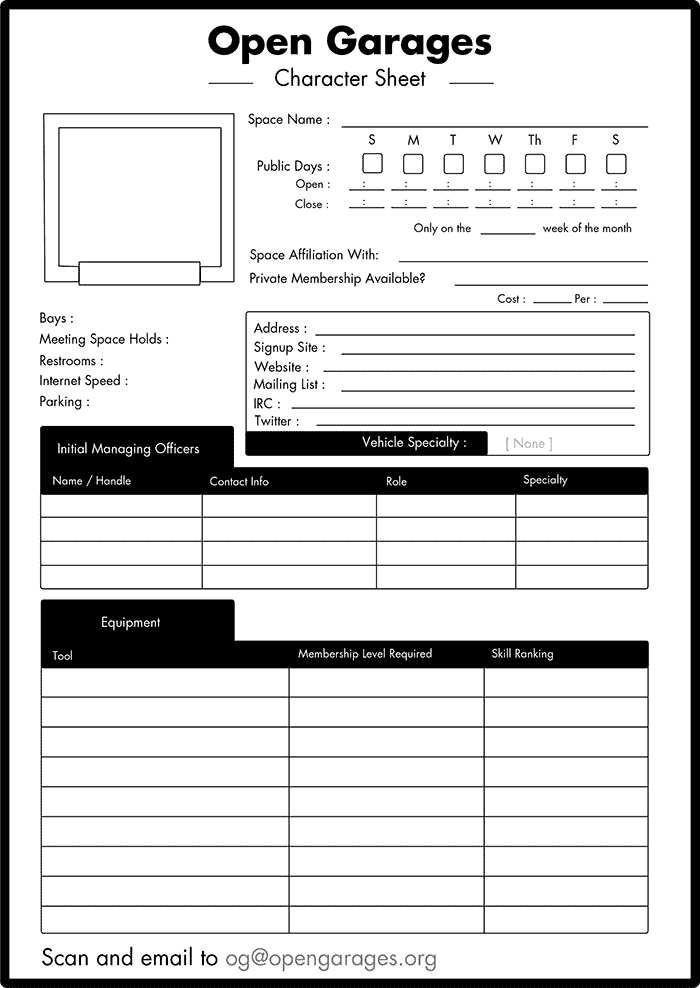 Open Garages
Character Sheet
Space Name :
S M T W Th F S
Public Days :
Open : : : : : : : :
Close : : : : : : : :
Only on the week of the month
Space Affiliation With:
Private Membership Available?
Cost : Per :
Bays :
Meeting Space Holds :
Restrooms :
Internet Speed :
Parking :
Address :
Signup Site :
Website :
Mailing List :
IRC :
Twitter :
Vehicle Specialty : [ None ]
Initial Managing Officers
Name / Handle Contact Info Role Specialty
Equipment
Tool Membership Level Required Skill Ranking
Scan and email to og@opengarages.org